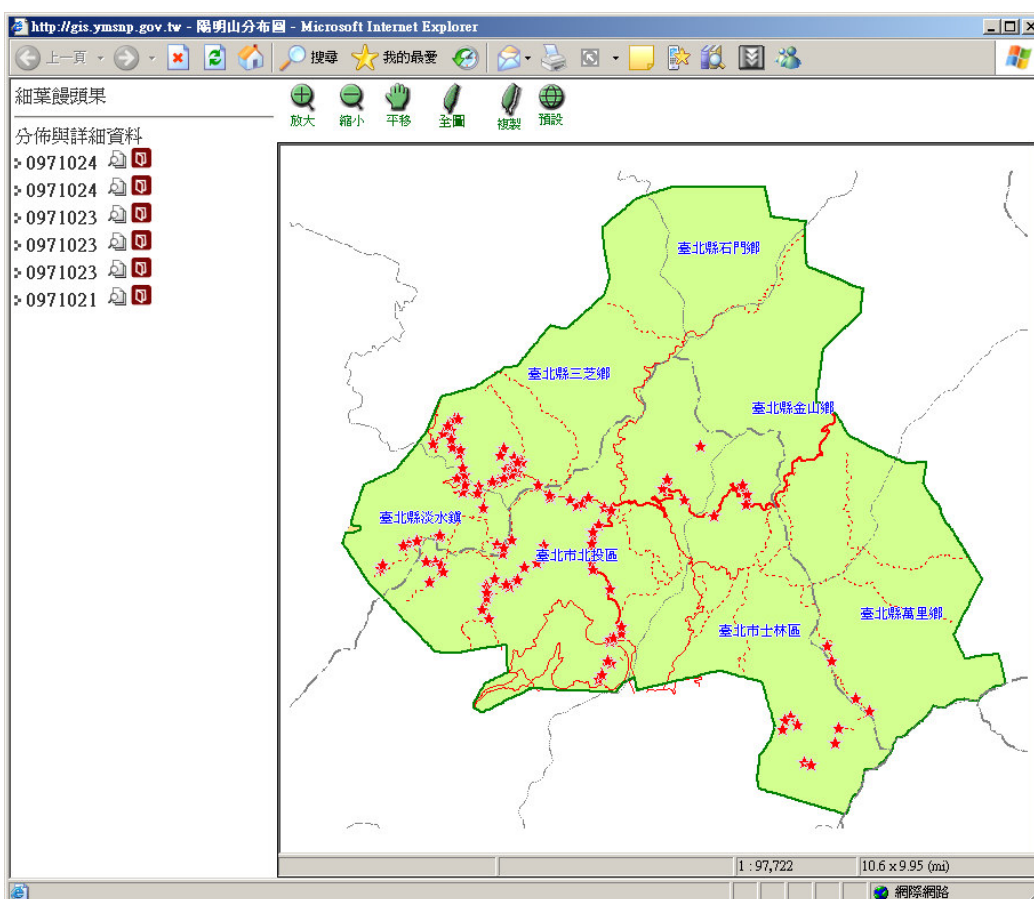 http://gis.ymsnp.gov.tw - 陽明山分布圖 - Microsoft Internet Explorer
上一頁 搜尋 我的最愛
細葉饅頭果
放大 縮小 平移 全圖 複製 預設
分佈與詳細資料
0971024
0971024
0971023
0971023
0971023
0971021
臺北縣石門鄉
臺北縣三芝鄉
臺北縣金山鄉
臺北縣淡水鎮
臺北市北投區
臺北縣萬里鄉
臺北市士林區
1 : 97,722 10.6 x 9.95 (mi)
網際網路